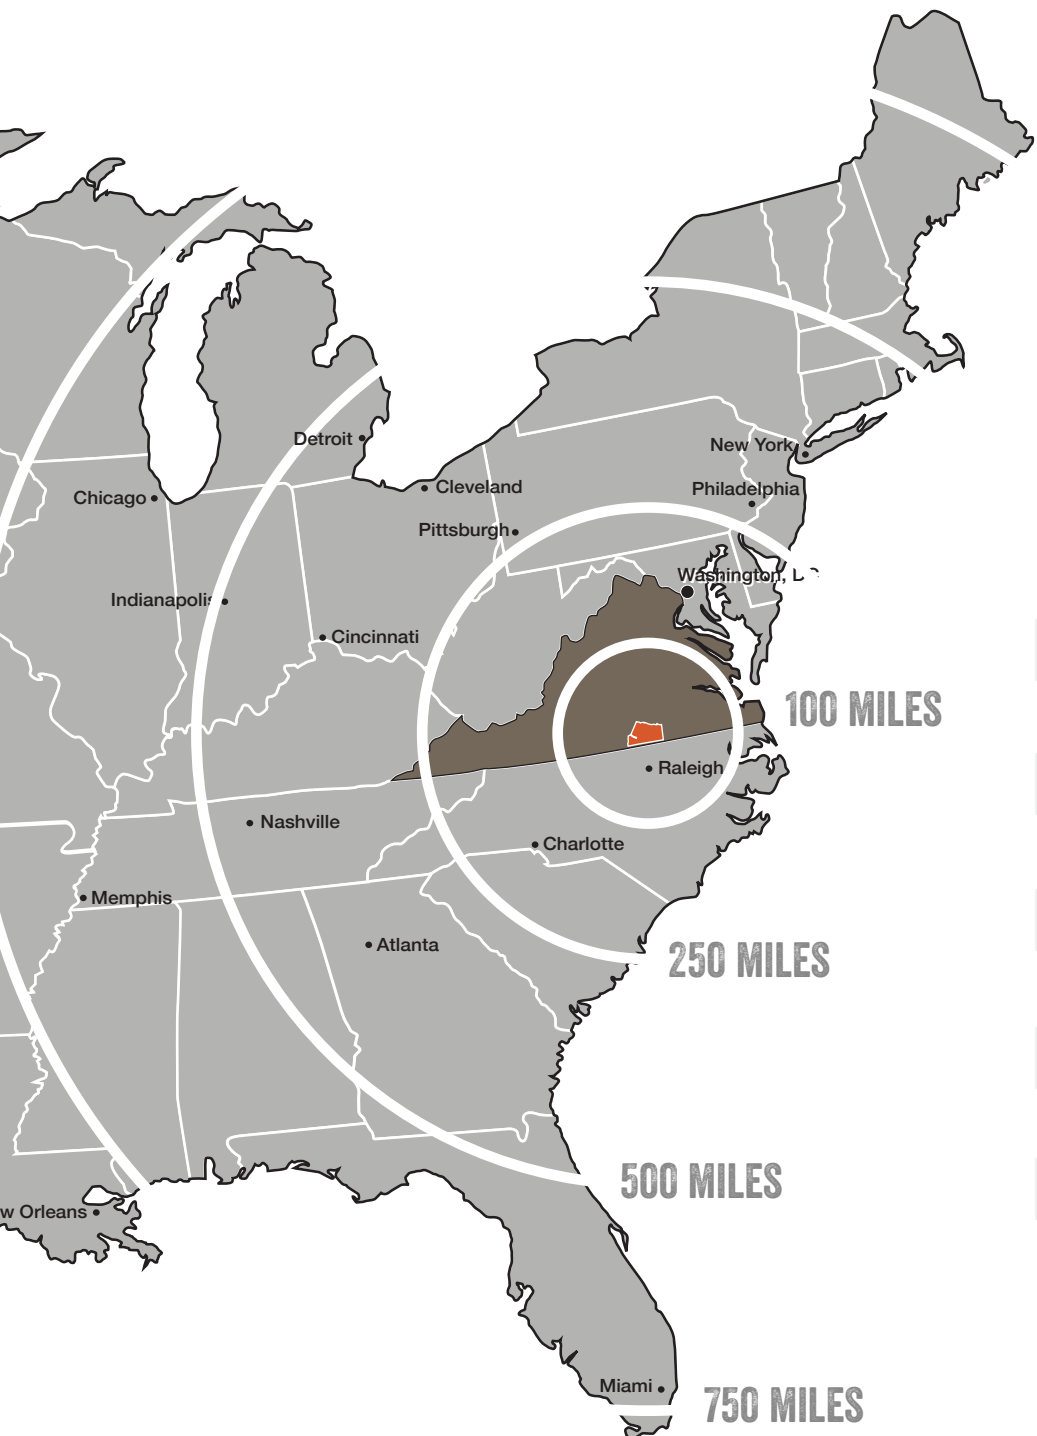 Detroit
New York
Cleveland
Philadelphia
Chicago
Pittsburgh
Washington,
Indianapolis
Cincinnati
100 MILES
Raleigh
Nashville
Charlotte
Memphis
Atlanta
250 MILES
500 MILES
w Orleans
Miami
750 MILES